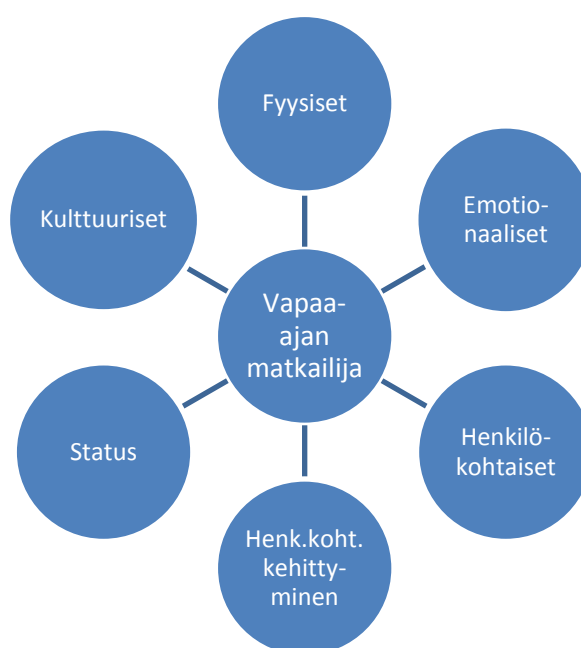 Fyysiset
Emotio-
naaliset
Henkilö-
kohtaiset
Henk.koht.
kehitty-
minen
Status
Kulttuuriset
Vapaa-
ajan
matkailija